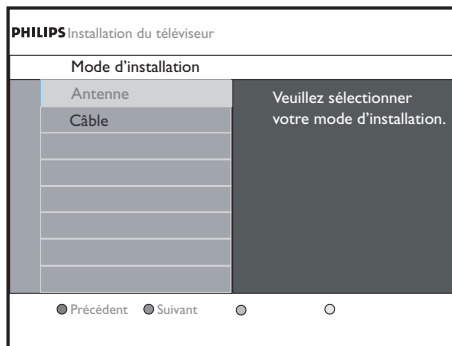 PHILIPS Installation du téléviseur
Mode d'installation
Antenne
Câble
Veuillez sélectionner
votre mode d'installation.
Précédent Suivant